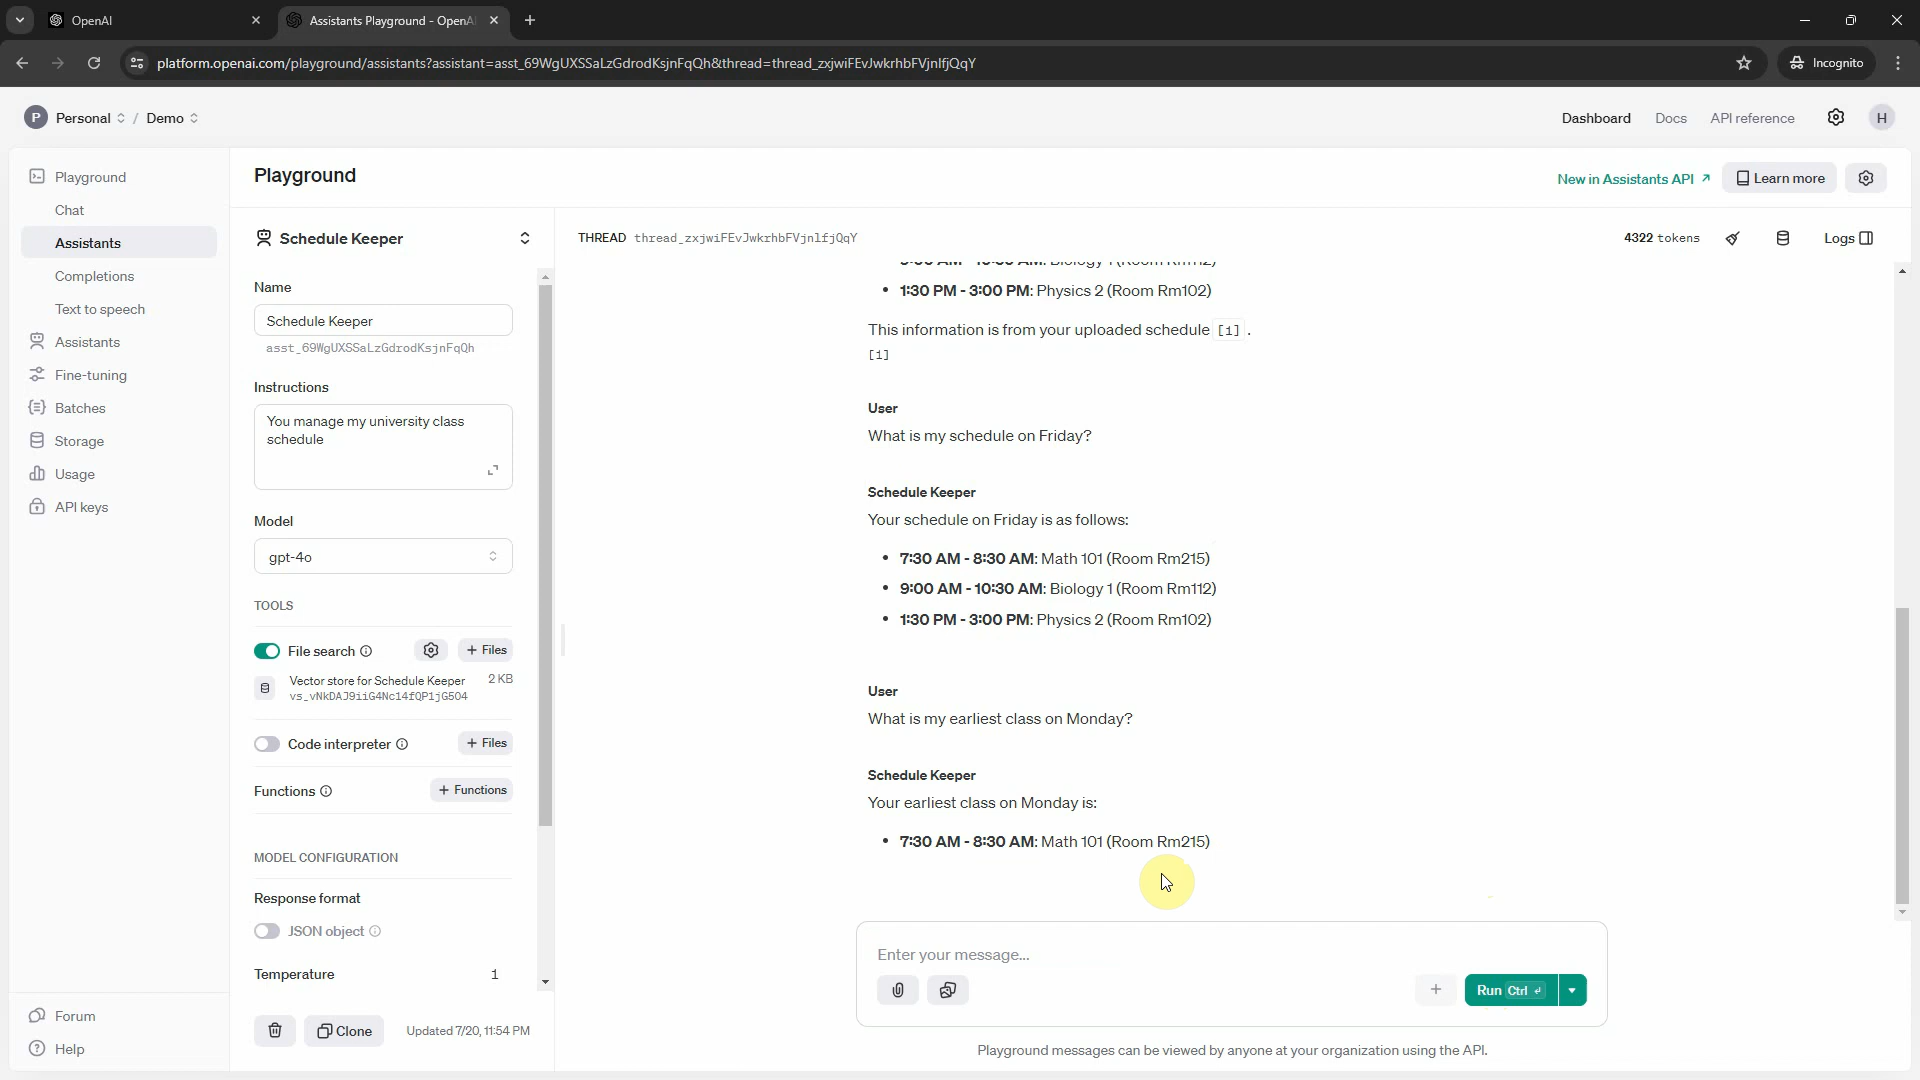 OpenAI
Assistants Playground - OpenA
platform.openai.com/playground/assistants?assistant=asst_69WgUXSSaLzGdrodKsjnFqQh&thread=thread_zxjwiFEvJwkrhbFVjnlfjQqY
Incognito
P Personal / Demo
Dashboard Docs API reference H
Playground
Chat
Assistants
Completions
Text to speech
Assistants
Fine-tuning
Batches
Storage
Usage
API keys
Forum
Help
Playground
New in Assistants API ↗ Learn more
Schedule Keeper
Name
Schedule Keeper
asst_69WgUXSSaLzGdrodKsjnFqQh
Instructions
You manage my university class
schedule
Model
gpt-4o
TOOLS
File search + Files
Vector store for Schedule Keeper 2 KB
vs_vNkDAJ9iiG4Nc14fQP1jG5O4
Code interpreter + Files
Functions + Functions
MODEL CONFIGURATION
Response format
JSON object
Temperature 1
Clone Updated 7/20, 11:54 PM
THREAD thread_zxjwiFEvJwkrhbFVjnlfjQqY
4322 tokens Logs
9:00 AM - 10:30 AM: Biology 1 (Room Rm112)
• 1:30 PM - 3:00 PM: Physics 2 (Room Rm102)
This information is from your uploaded schedule [1] .
[1]
User
What is my schedule on Friday?
Schedule Keeper
Your schedule on Friday is as follows:
• 7:30 AM - 8:30 AM: Math 101 (Room Rm215)
• 9:00 AM - 10:30 AM: Biology 1 (Room Rm112)
• 1:30 PM - 3:00 PM: Physics 2 (Room Rm102)
User
What is my earliest class on Monday?
Schedule Keeper
Your earliest class on Monday is:
• 7:30 AM - 8:30 AM: Math 101 (Room Rm215)
Enter your message...
+ Run Ctrl ↵
Playground messages can be viewed by anyone at your organization using the API.